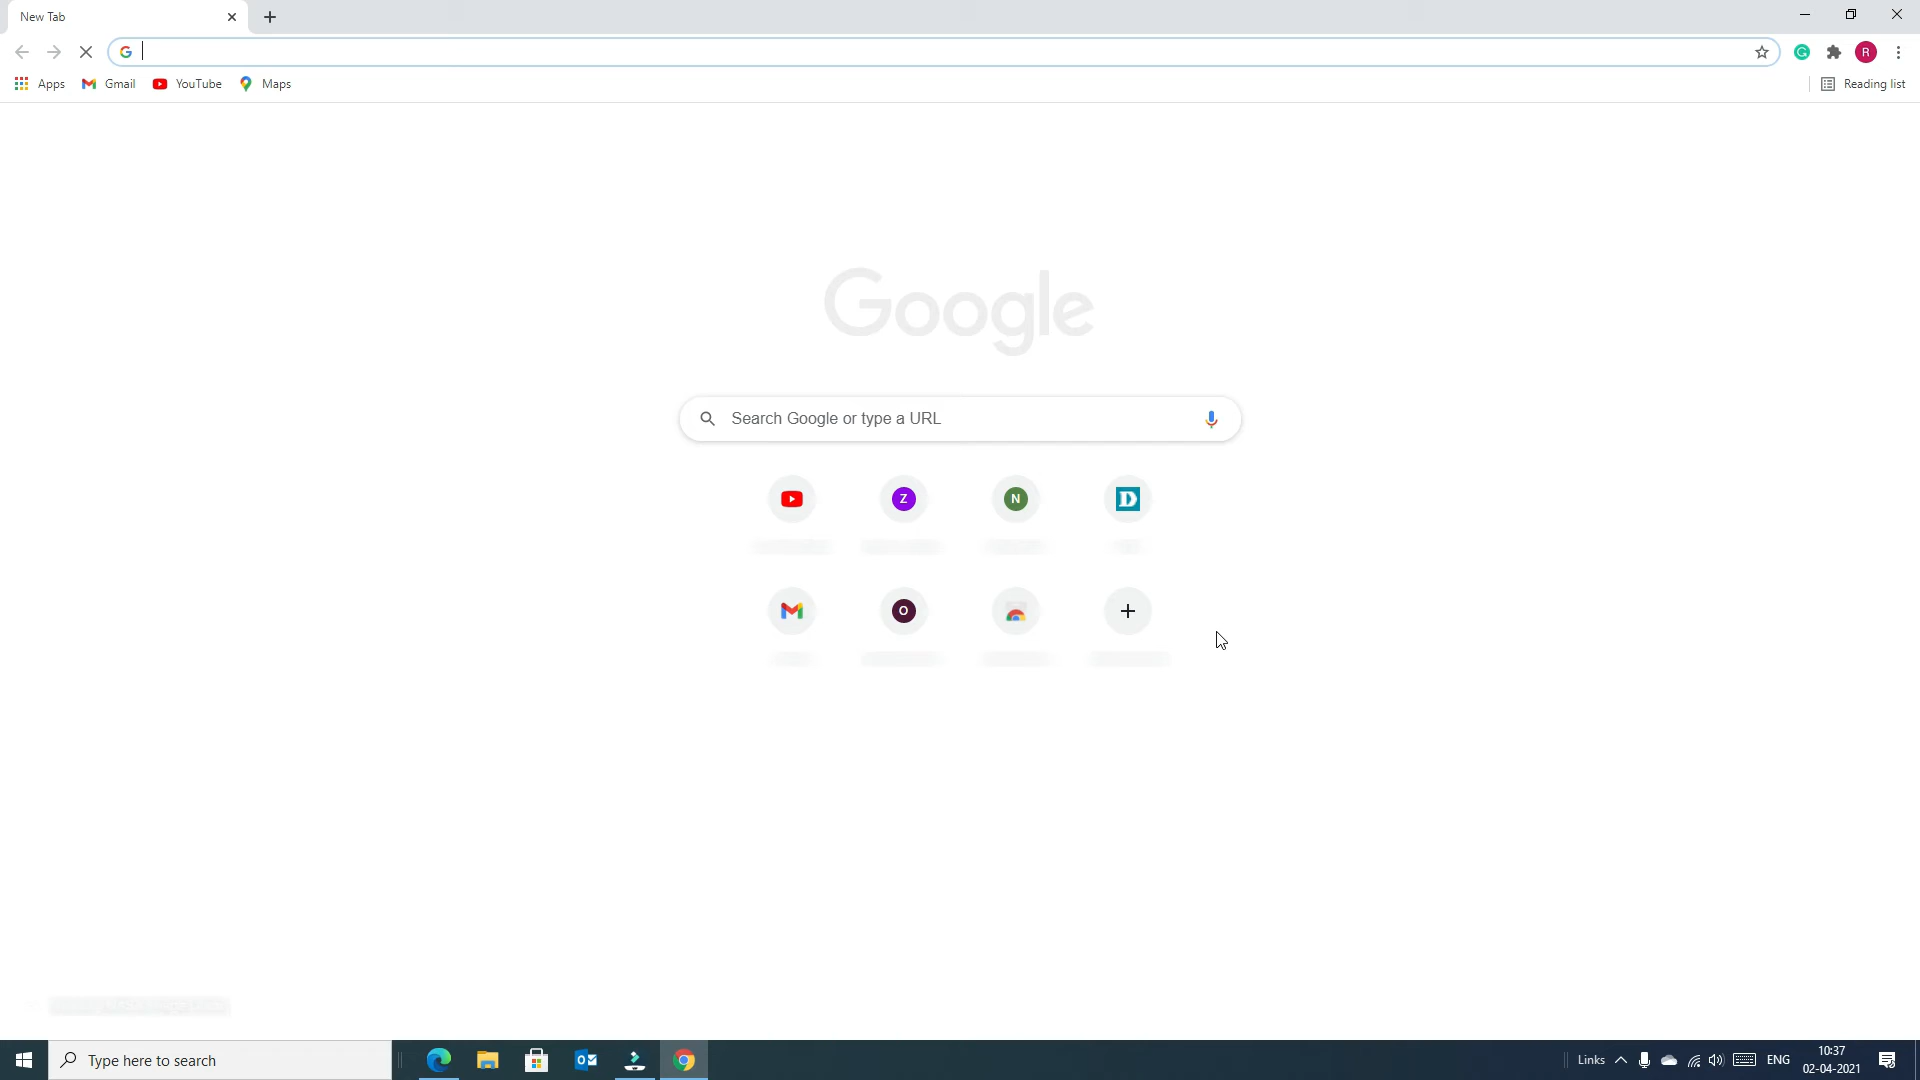 New Tab
Apps Gmail YouTube Maps Reading list
R
Google
Search Google or type a URL
Z N D
O
Type here to search
Links ENG 10:37
02-04-2021